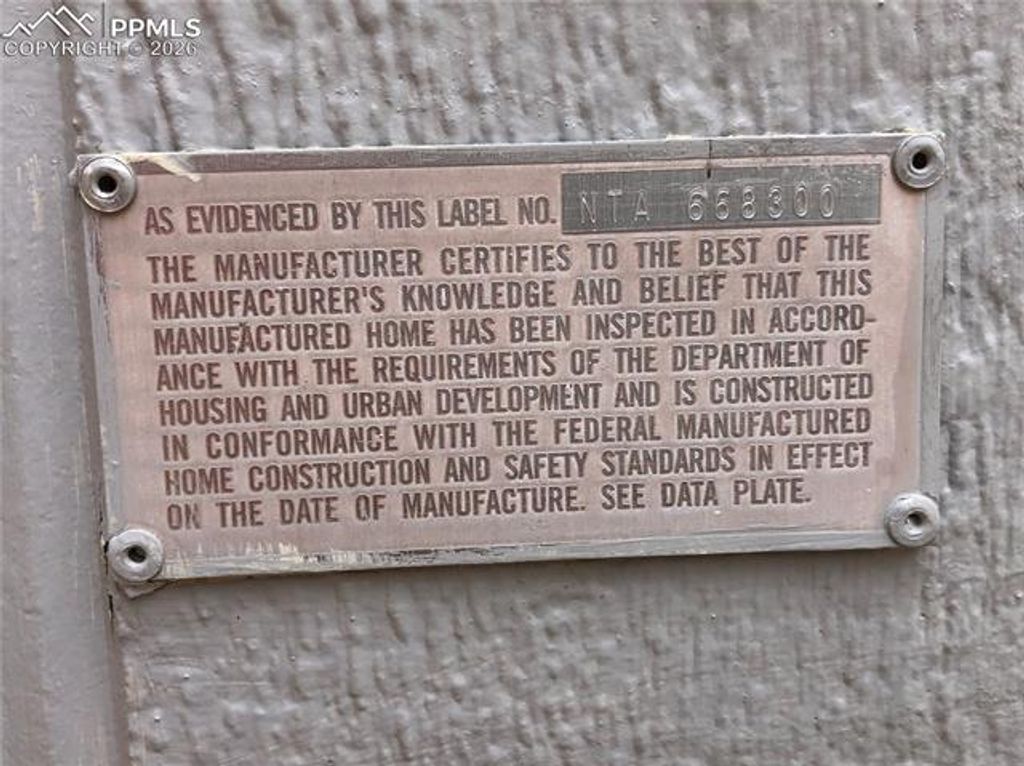 PPMLS
COPYRIGHT © 2026
AS EVIDENCED BY THIS LABEL NO. NTA 668300
THE MANUFACTURER CERTIFIES TO THE BEST OF THE
MANUFACTURER'S KNOWLEDGE AND BELIEF THAT THIS
MANUFACTURED HOME HAS BEEN INSPECTED IN ACCORD-
ANCE WITH THE REQUIREMENTS OF THE DEPARTMENT OF
HOUSING AND URBAN DEVELOPMENT AND IS CONSTRUCTED
IN CONFORMANCE WITH THE FEDERAL MANUFACTURED
HOME CONSTRUCTION AND SAFETY STANDARDS IN EFFECT
ON THE DATE OF MANUFACTURE. SEE DATA PLATE.